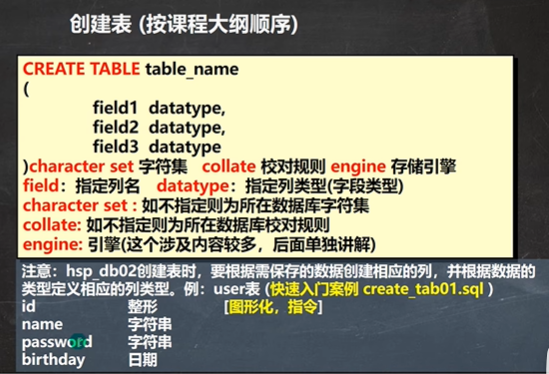 创建表 (按课程大纲顺序)
CREATE TABLE table_name
(
field1 datatype,
field2 datatype,
field3 datatype
)character set 字符集 collate 校对规则 engine 存储引擎
field：指定列名 datatype：指定列类型(字段类型)
character set : 如不指定则为所在数据库字符集
collate: 如不指定则为所在数据库校对规则
engine: 引擎(这个涉及内容较多，后面单独讲解)
注意：hsp_db02创建表时，要根据需保存的数据创建相应的列，并根据数据的
类型定义相应的列类型。例：user表 (快速入门案例 create_tab01.sql )
id 整形 [图形化，指令]
name 字符串
password 字符串
birthday 日期